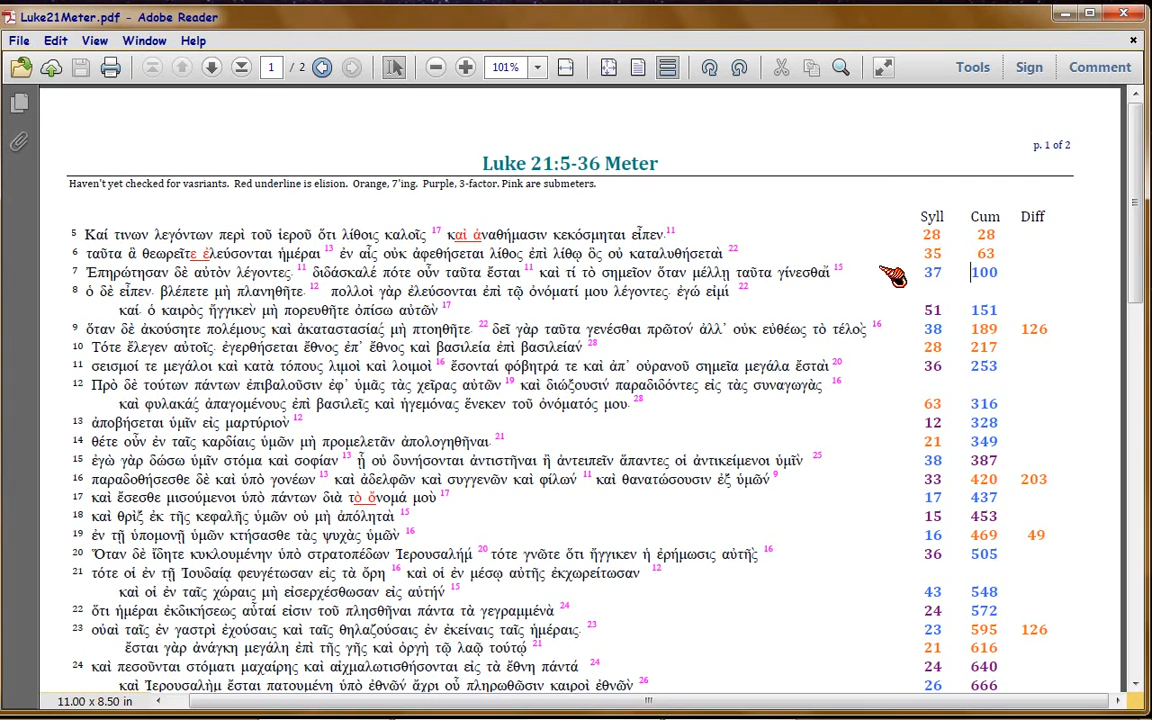 Luke21Meter.pdf - Adobe Reader
File Edit View Window Help
1 / 2 101% Tools Sign Comment
p. 1 of 2
Luke 21:5-36 Meter
Haven't yet checked for vasriants. Red underline is elision. Orange, 7'ing. Purple, 3-factor. Pink are submeters.
Syll Cum Diff
5 Καί τινων λεγόντων περὶ τοῦ ἱεροῦ ὅτι λίθοις καλοῖς 17 καὶ ἀναθήμασιν κεκόσμηται εἶπεν. 11 28 28
6 ταῦτα ἃ θεωρεῖτε ἐλεύσονται ἡμέραι 13 ἐν αἷς οὐκ ἀφεθήσεται λίθος ἐπὶ λίθῳ ὃς οὐ καταλυθήσεταὶ 22 35 63
7 Ἐπηρώτησαν δὲ αὐτὸν λέγοντες. 11 διδάσκαλέ πότε οὖν ταῦτα ἔσται 11 καὶ τί τὸ σημεῖον ὅταν μέλλῃ ταῦτα γίνεσθαῖ 15 37 100
8 ὁ δὲ εἶπεν. βλέπετε μὴ πλανηθῆτε. 12 πολλοὶ γὰρ ἐλεύσονται ἐπὶ τῷ ὀνόματί μου λέγοντες. ἐγώ εἰμί 22
καί. ὁ καιρὸς ἤγγικεν μὴ πορευθῆτε ὀπίσω αὐτῶν 17 51 151
9 ὅταν δὲ ἀκούσητε πολέμους καὶ ἀκαταστασίας μὴ πτοηθῆτε. 22 δεῖ γὰρ ταῦτα γενέσθαι πρῶτον ἀλλ᾽ οὐκ εὐθέως τὸ τέλος 16 38 189 126
10 Τότε ἔλεγεν αὐτοῖς. ἐγερθήσεται ἔθνος ἐπ᾽ ἔθνος καὶ βασιλεία ἐπὶ βασιλείαν 28 28 217
11 σεισμοί τε μεγάλοι καὶ κατὰ τόπους λιμοὶ καὶ λοιμοὶ 16 ἔσονταί φόβητρά τε καὶ ἀπ᾽ οὐρανοῦ σημεῖα μεγάλα ἔσταὶ 20 36 253
12 Πρὸ δὲ τούτων πάντων ἐπιβαλοῦσιν ἐφ᾽ ὑμᾶς τὰς χεῖρας αὐτῶν 19 καὶ διώξουσιν παραδιδόντες εἰς τὰς συναγωγὰς 16
καὶ φυλακάς ἀπαγομένους ἐπὶ βασιλεῖς καὶ ἡγεμόνας ἕνεκεν τοῦ ὀνόματός μου. 28 63 316
13 ἀποβήσεται ὑμῖν εἰς μαρτύριον 12 12 328
14 θέτε οὖν ἐν ταῖς καρδίαις ὑμῶν μὴ προμελετᾶν ἀπολογηθῆναι. 21 21 349
15 ἐγὼ γὰρ δώσω ὑμῖν στόμα καὶ σοφίαν 13 ᾗ οὐ δυνήσονται ἀντιστῆναι ἢ ἀντειπεῖν ἅπαντες οἱ ἀντικείμενοι ὑμῖν 25 38 387
16 παραδοθήσεσθε δὲ καὶ ὑπὸ γονέων 13 καὶ ἀδελφῶν καὶ συγγενῶν καὶ φίλων 11 καὶ θανατώσουσιν ἐξ ὑμῶν 9 33 420 203
17 καὶ ἔσεσθε μισούμενοι ὑπὸ πάντων διὰ τὸ ὄνομά μοὺ 17 17 437
18 καὶ θρὶξ ἐκ τῆς κεφαλῆς ὑμῶν οὐ μὴ ἀπόληταὶ 15 15 453
19 ἐν τῇ ὑπομονῇ ὑμῶν κτήσασθε τὰς ψυχὰς ὑμῶν 16 16 469 49
20 Ὅταν δὲ ἴδητε κυκλουμένην ὑπὸ στρατοπέδων Ἰερουσαλήμ 20 τότε γνῶτε ὅτι ἤγγικεν ἡ ἐρήμωσις αὐτῆς 16 36 505
21 τότε οἱ ἐν τῇ Ἰουδαίᾳ φευγέτωσαν εἰς τὰ ὄρη 16 καὶ οἱ ἐν μέσῳ αὐτῆς ἐκχωρείτωσαν 12
καὶ οἱ ἐν ταῖς χώραις μὴ εἰσερχέσθωσαν εἰς αὐτήν 15 43 548
22 ὅτι ἡμέραι ἐκδικήσεως αὗταί εἰσιν τοῦ πλησθῆναι πάντα τὰ γεγραμμένὰ 24 24 572
23 οὐαὶ ταῖς ἐν γαστρὶ ἐχούσαις καὶ ταῖς θηλαζούσαις ἐν ἐκείναις ταῖς ἡμέραις. 23 23 595 126
ἔσται γὰρ ἀνάγκη μεγάλη ἐπὶ τῆς γῆς καὶ ὀργὴ τῷ λαῷ τούτῳ 21 21 616
24 καὶ πεσοῦνται στόματι μαχαίρης καὶ αἰχμαλωτισθήσονται εἰς τὰ ἔθνη πάντά 24 24 640
καὶ Ἰερουσαλὴμ ἔσται πατουμένη ὑπὸ ἐθνῶν ἄχρι οὗ πληρωθῶσιν καιροὶ ἐθνῶν 26 26 666
11.00 x 8.50 in